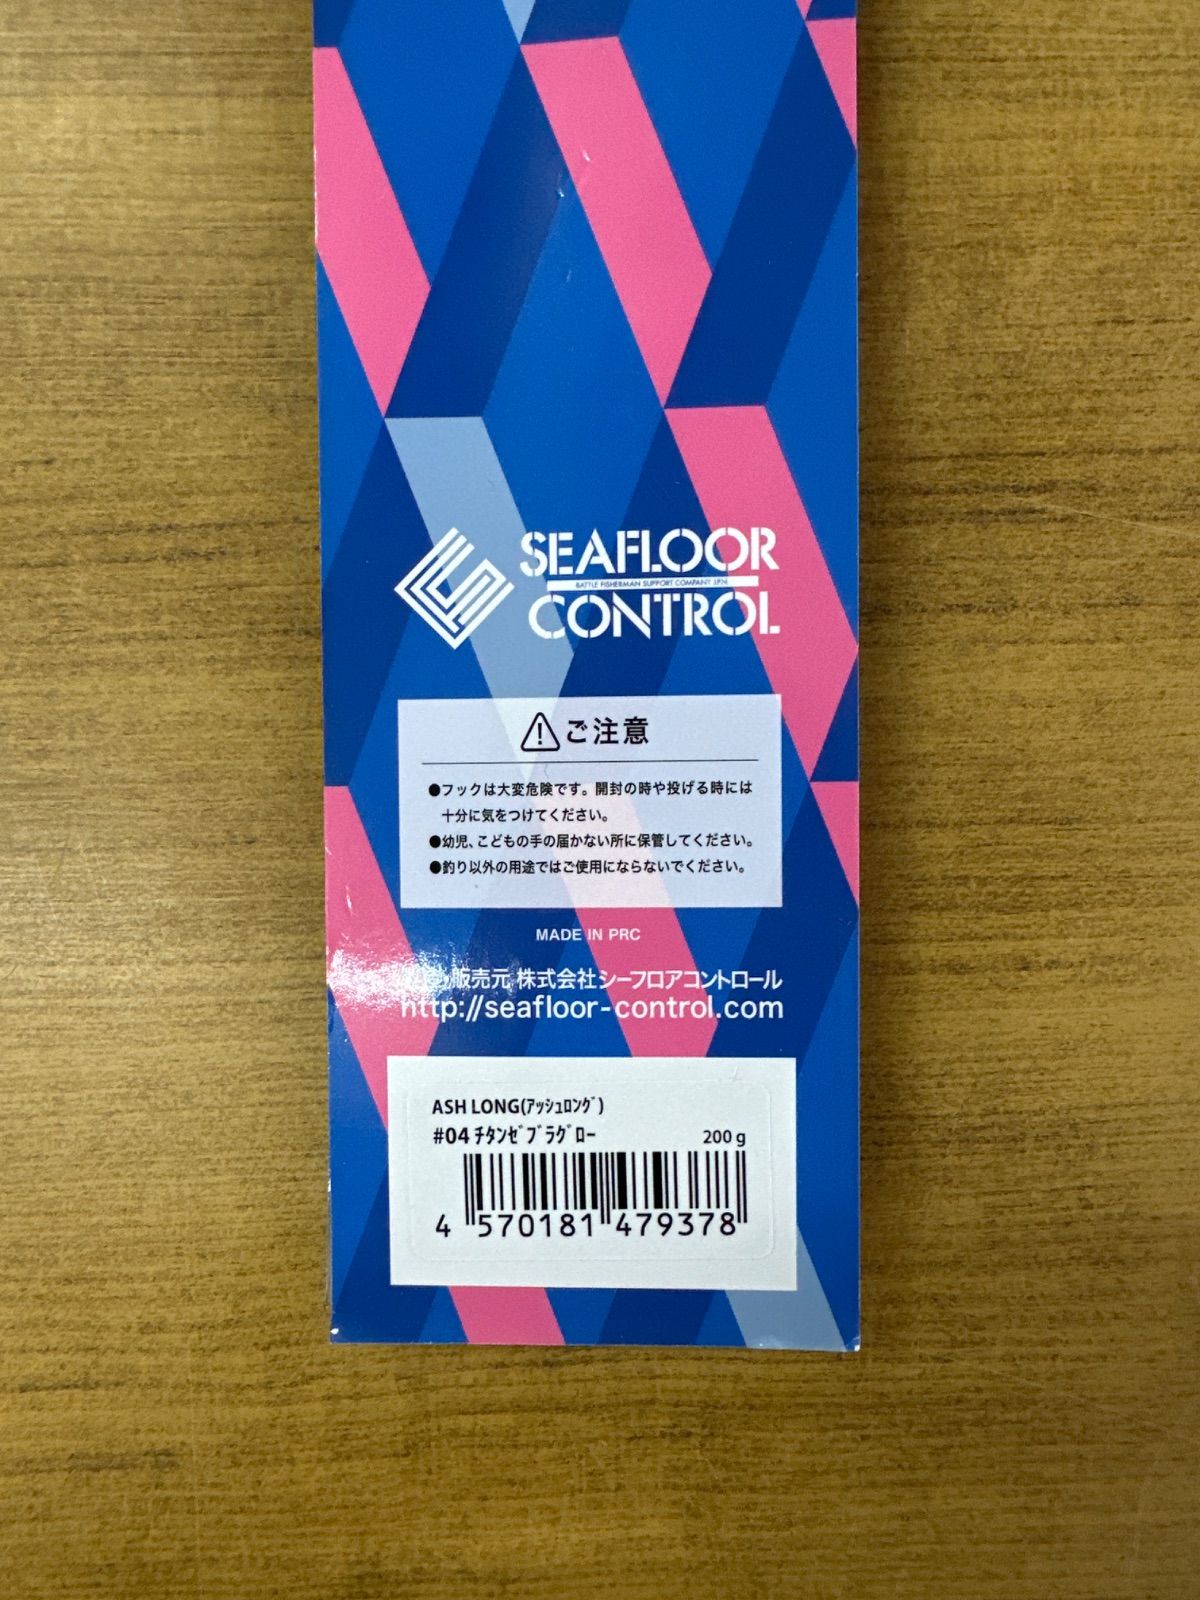 SEAFLOOR
BATTLE FISHERMAN SUPPORT COMPANY J.P.N.
CONTROL
ご注意
●フックは大変危険です。開封の時や投げる時には
十分に気をつけてください。
●幼児、こどもの手の届かない所に保管してください。
●釣り以外の用途ではご使用にならないでください。
MADE IN PRC
販売元 株式会社シーフロアコントロール
http://seafloor-control.com
ASH LONG(ｱｯｼｭﾛﾝｸﾞ)
#04 ﾁﾀﾝｾﾞﾌﾞﾗｸﾞﾛｰ 200 g
4 570181 479378